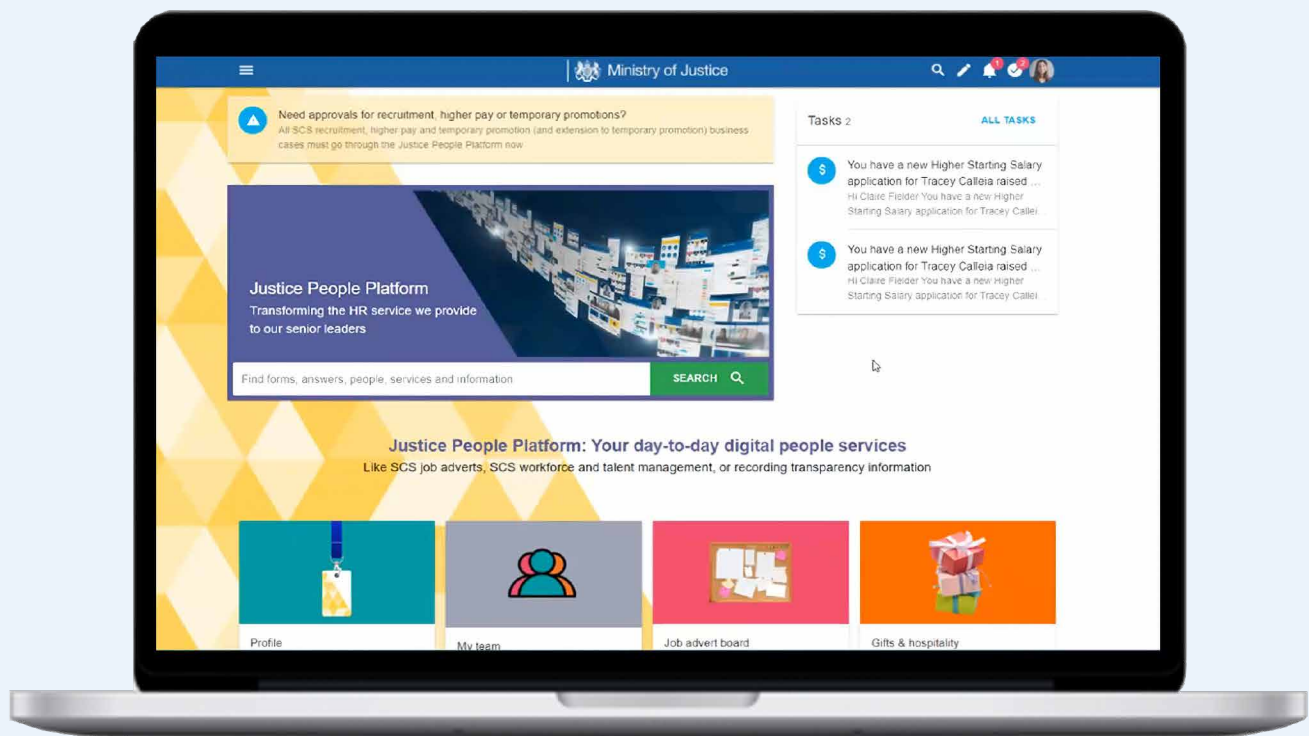 Ministry of Justice
1
2
Need approvals for recruitment, higher pay or temporary promotions?
All SCS recruitment, higher pay and temporary promotion (and extension to temporary promotion) business
cases must go through the Justice People Platform now
Justice People Platform
Transforming the HR service we provide
to our senior leaders
Find forms, answers, people, services and information
SEARCH
Tasks 2
ALL TASKS
$
You have a new Higher Starting Salary
application for Tracey Calleia raised ...
Hi Claire Fielder You have a new Higher
Starting Salary application for Tracey Callei...
$
You have a new Higher Starting Salary
application for Tracey Calleia raised ...
Hi Claire Fielder You have a new Higher
Starting Salary application for Tracey Callei...
Justice People Platform: Your day-to-day digital people services
Like SCS job adverts, SCS workforce and talent management, or recording transparency information
Profile
My team
Job advert board
Gifts & hospitality